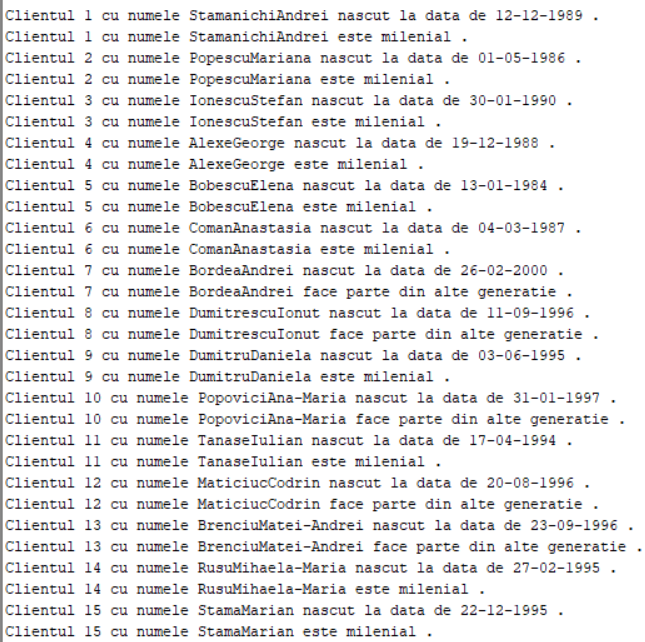 Clientul 1 cu numele StamanichiAndrei nascut la data de 12-12-1989 .
Clientul 1 cu numele StamanichiAndrei este milenial .
Clientul 2 cu numele PopescuMariana nascut la data de 01-05-1986 .
Clientul 2 cu numele PopescuMariana este milenial .
Clientul 3 cu numele IonescuStefan nascut la data de 30-01-1990 .
Clientul 3 cu numele IonescuStefan este milenial .
Clientul 4 cu numele AlexeGeorge nascut la data de 19-12-1988 .
Clientul 4 cu numele AlexeGeorge este milenial .
Clientul 5 cu numele BobescuElena nascut la data de 13-01-1984 .
Clientul 5 cu numele BobescuElena este milenial .
Clientul 6 cu numele ComanAnastasia nascut la data de 04-03-1987 .
Clientul 6 cu numele ComanAnastasia este milenial .
Clientul 7 cu numele BordeaAndrei nascut la data de 26-02-2000 .
Clientul 7 cu numele BordeaAndrei face parte din alte generatie .
Clientul 8 cu numele DumitrescuIonut nascut la data de 11-09-1996 .
Clientul 8 cu numele DumitrescuIonut face parte din alte generatie .
Clientul 9 cu numele DumitruDaniela nascut la data de 03-06-1995 .
Clientul 9 cu numele DumitruDaniela este milenial .
Clientul 10 cu numele PopoviciAna-Maria nascut la data de 31-01-1997 .
Clientul 10 cu numele PopoviciAna-Maria face parte din alte generatie .
Clientul 11 cu numele TanaseIulian nascut la data de 17-04-1994 .
Clientul 11 cu numele TanaseIulian este milenial .
Clientul 12 cu numele MaticiucCodrin nascut la data de 20-08-1996 .
Clientul 12 cu numele MaticiucCodrin face parte din alte generatie .
Clientul 13 cu numele BrenciuMatei-Andrei nascut la data de 23-09-1996 .
Clientul 13 cu numele BrenciuMatei-Andrei face parte din alte generatie .
Clientul 14 cu numele RusuMihaela-Maria nascut la data de 27-02-1995 .
Clientul 14 cu numele RusuMihaela-Maria este milenial .
Clientul 15 cu numele StamaMarian nascut la data de 22-12-1995 .
Clientul 15 cu numele StamaMarian este milenial .